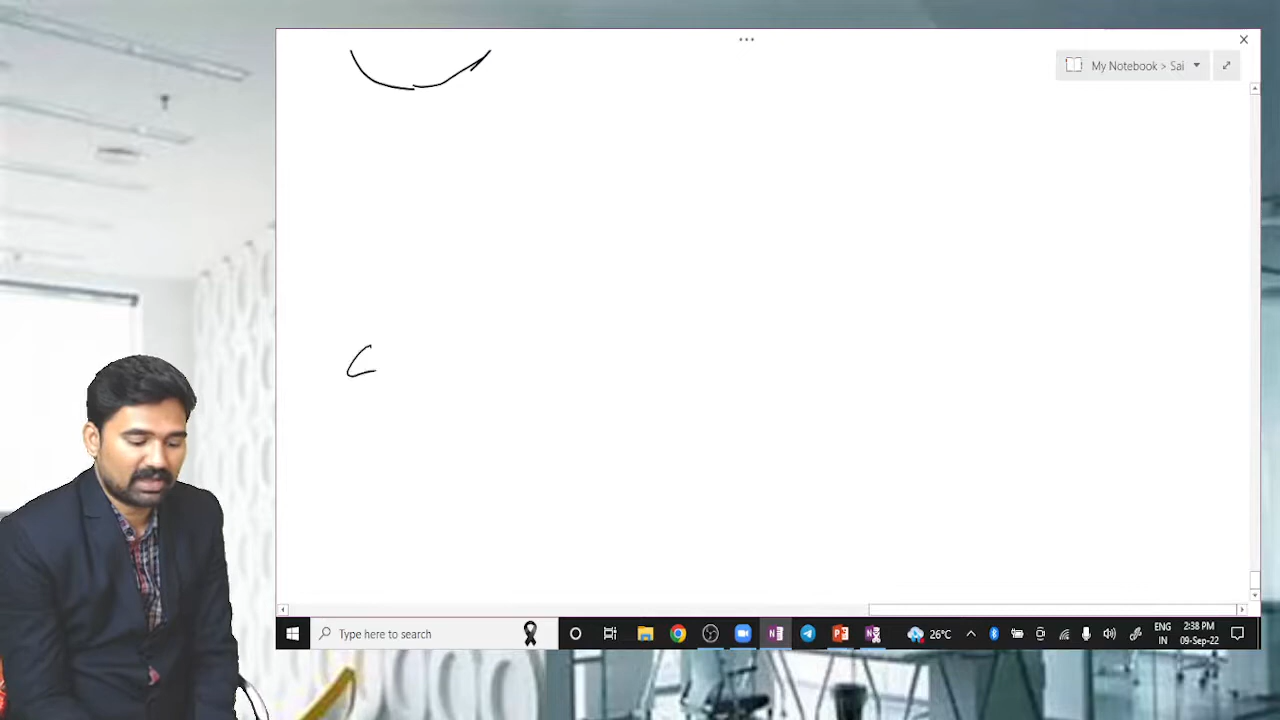 My Notebook > Sai
C
Type here to search
26°C
ENG
IN
2:38 PM
09-Sep-22